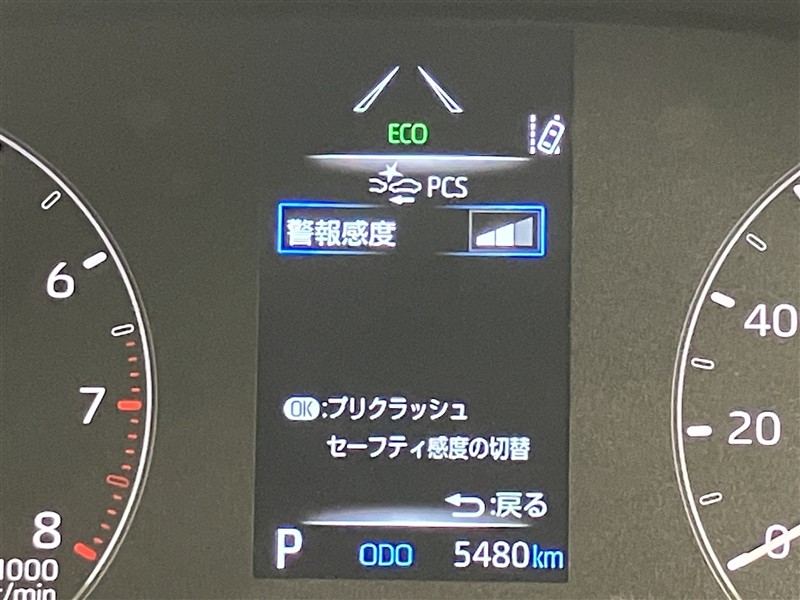 ECO
PCS
警報感度
OK:プリクラッシュ
セーフティ感度の切替
:戻る
P ODO 5480km
6
7
8
1000
r/min
40
20
0